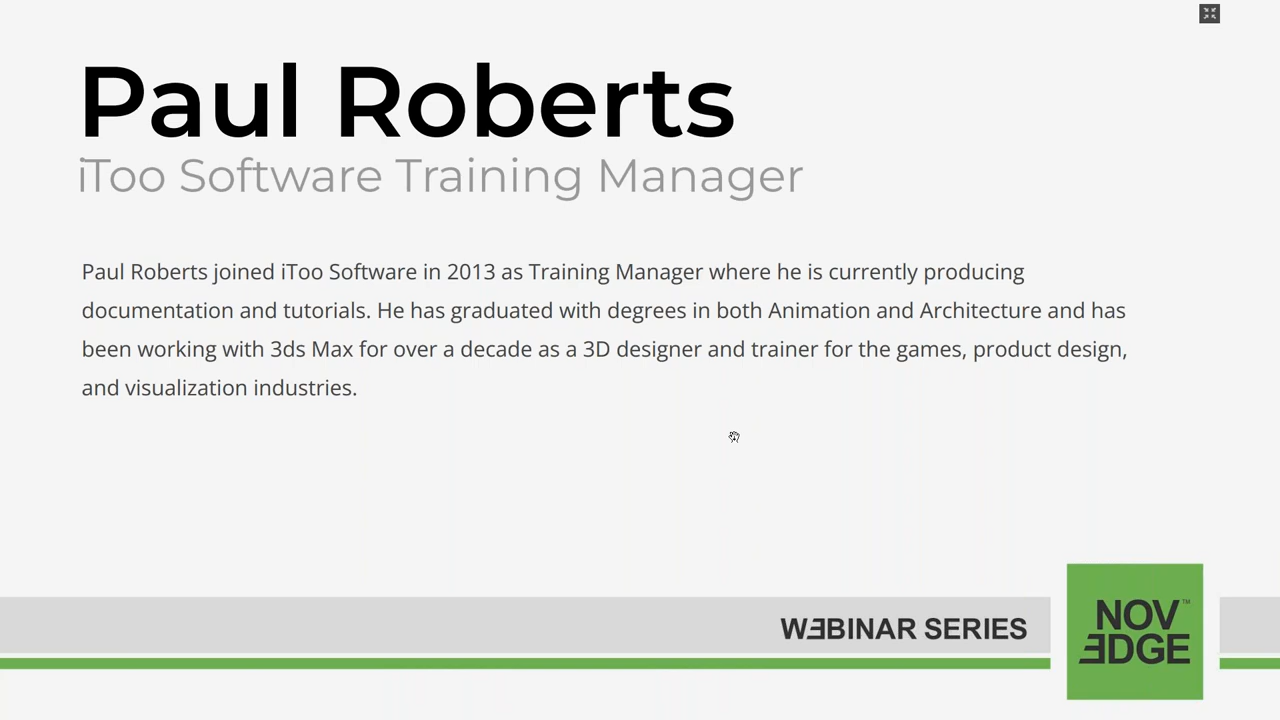 Paul Roberts
iToo Software Training Manager
Paul Roberts joined iToo Software in 2013 as Training Manager where he is currently producing
documentation and tutorials. He has graduated with degrees in both Animation and Architecture and has
been working with 3ds Max for over a decade as a 3D designer and trainer for the games, product design,
and visualization industries.
WƎBINAR SERIES
NOV™
ƎDGE